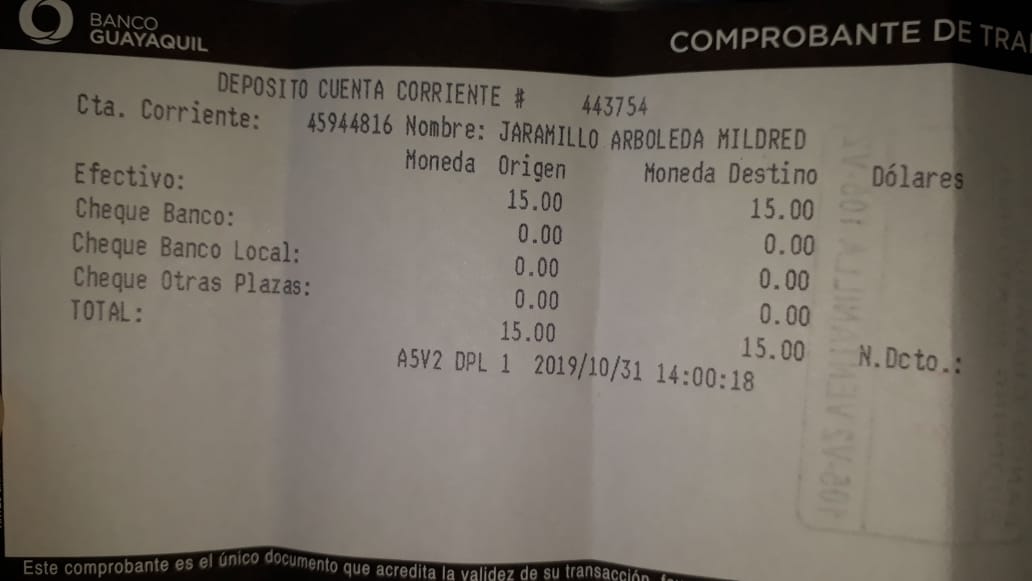 BANCO
GUAYAQUIL
COMPROBANTE DE TRA
DEPOSITO CUENTA CORRIENTE # 443754
Cta. Corriente: 45944816 Nombre: JARAMILLO ARBOLEDA MILDRED
Moneda Origen Moneda Destino Dólares
Efectivo: 15.00 15.00
Cheque Banco: 0.00 0.00
Cheque Banco Local: 0.00 0.00
Cheque Otras Plazas: 0.00 0.00
TOTAL: 15.00 15.00 N.Dcto.:
A5V2 DPL 1 2019/10/31 14:00:18
Este comprobante es el único documento que acredita la validez de su transacción,